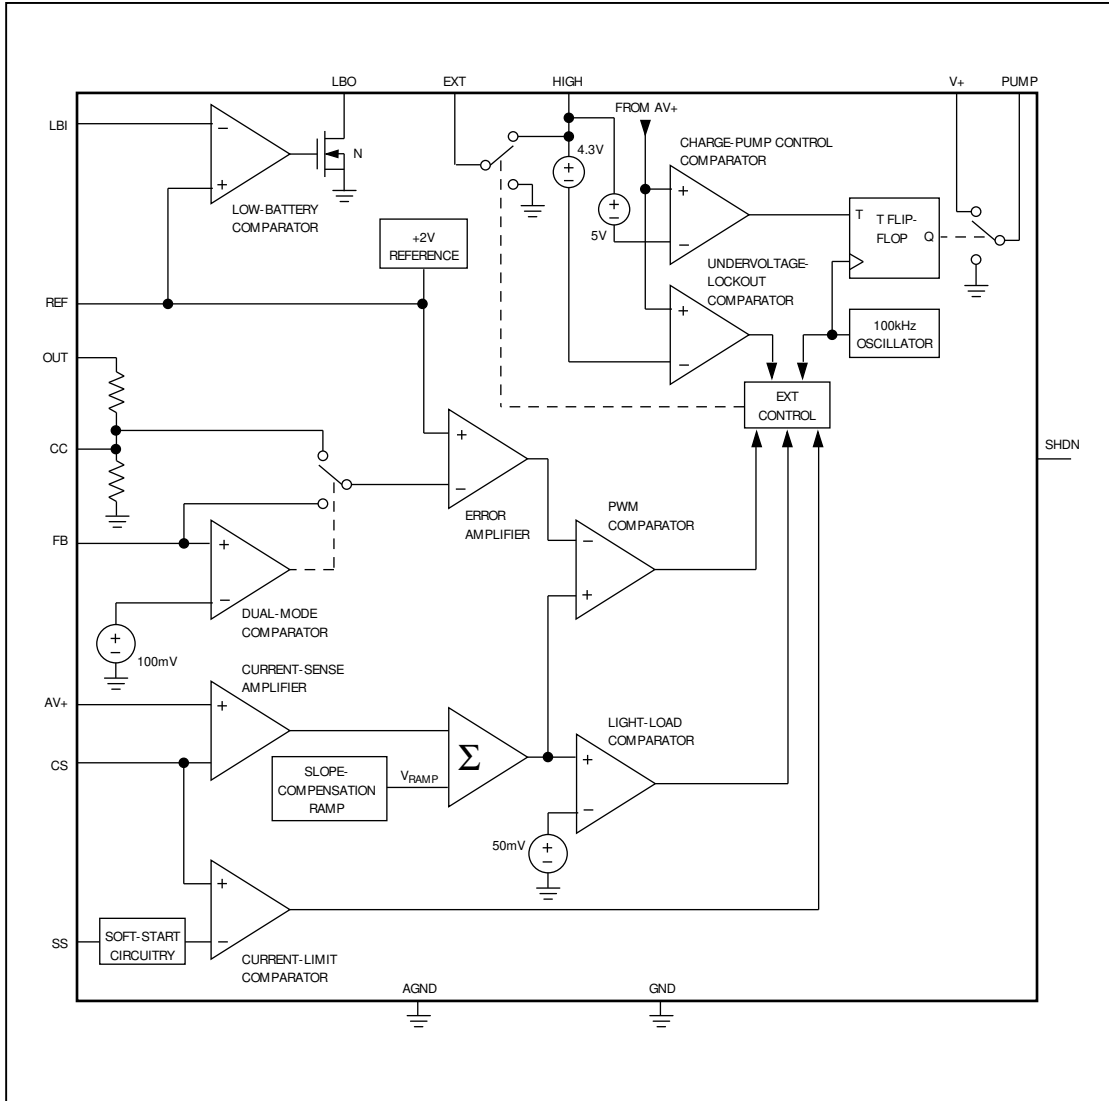 LBO
EXT
HIGH
V+
PUMP
LBI
−
+
N
LOW-BATTERY
COMPARATOR
FROM AV+
4.3V
+
−
+
−
5V
CHARGE-PUMP CONTROL
COMPARATOR
+
−
T
T FLIP-
FLOP
Q
+2V
REFERENCE
UNDERVOLTAGE-
LOCKOUT
COMPARATOR
+
−
REF
100kHz
OSCILLATOR
OUT
EXT
CONTROL
CC
SHDN
+
−
ERROR
AMPLIFIER
PWM
COMPARATOR
−
+
FB
+
−
DUAL-MODE
COMPARATOR
+
−
100mV
CURRENT-SENSE
AMPLIFIER
AV+
+
CS
Σ
SLOPE-
COMPENSATION
RAMP
VRAMP
LIGHT-LOAD
COMPARATOR
+
−
50mV
+
−
+
−
SS
SOFT-START
CIRCUITRY
CURRENT-LIMIT
COMPARATOR
AGND
GND